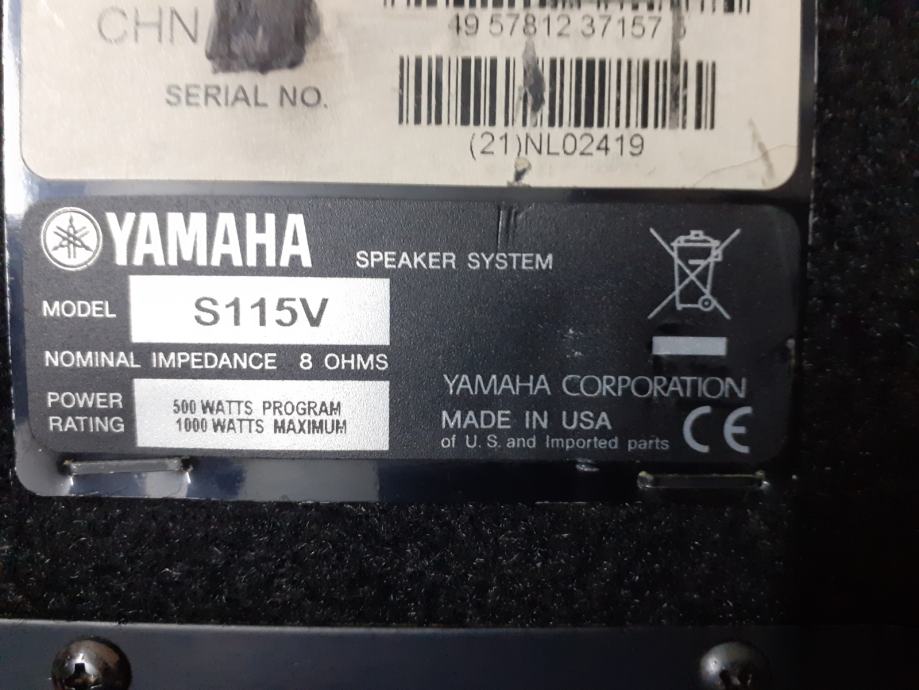 CHN
49 57812 37157
SERIAL NO.
(21)NL02419
YAMAHA
SPEAKER SYSTEM
MODEL
S115V
NOMINAL IMPEDANCE 8 OHMS
POWER
RATING
500 WATTS PROGRAM
1000 WATTS MAXIMUM
YAMAHA CORPORATION
MADE IN USA
of U.S. and Imported parts
CE